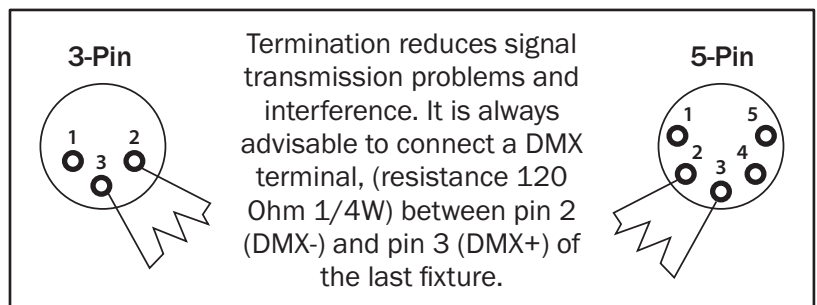 3-Pin
1 2
3
Termination reduces signal
transmission problems and
interference. It is always
advisable to connect a DMX
terminal, (resistance 120
Ohm 1/4W) between pin 2
(DMX-) and pin 3 (DMX+) of
the last fixture.
5-Pin
1 5
2 4
3